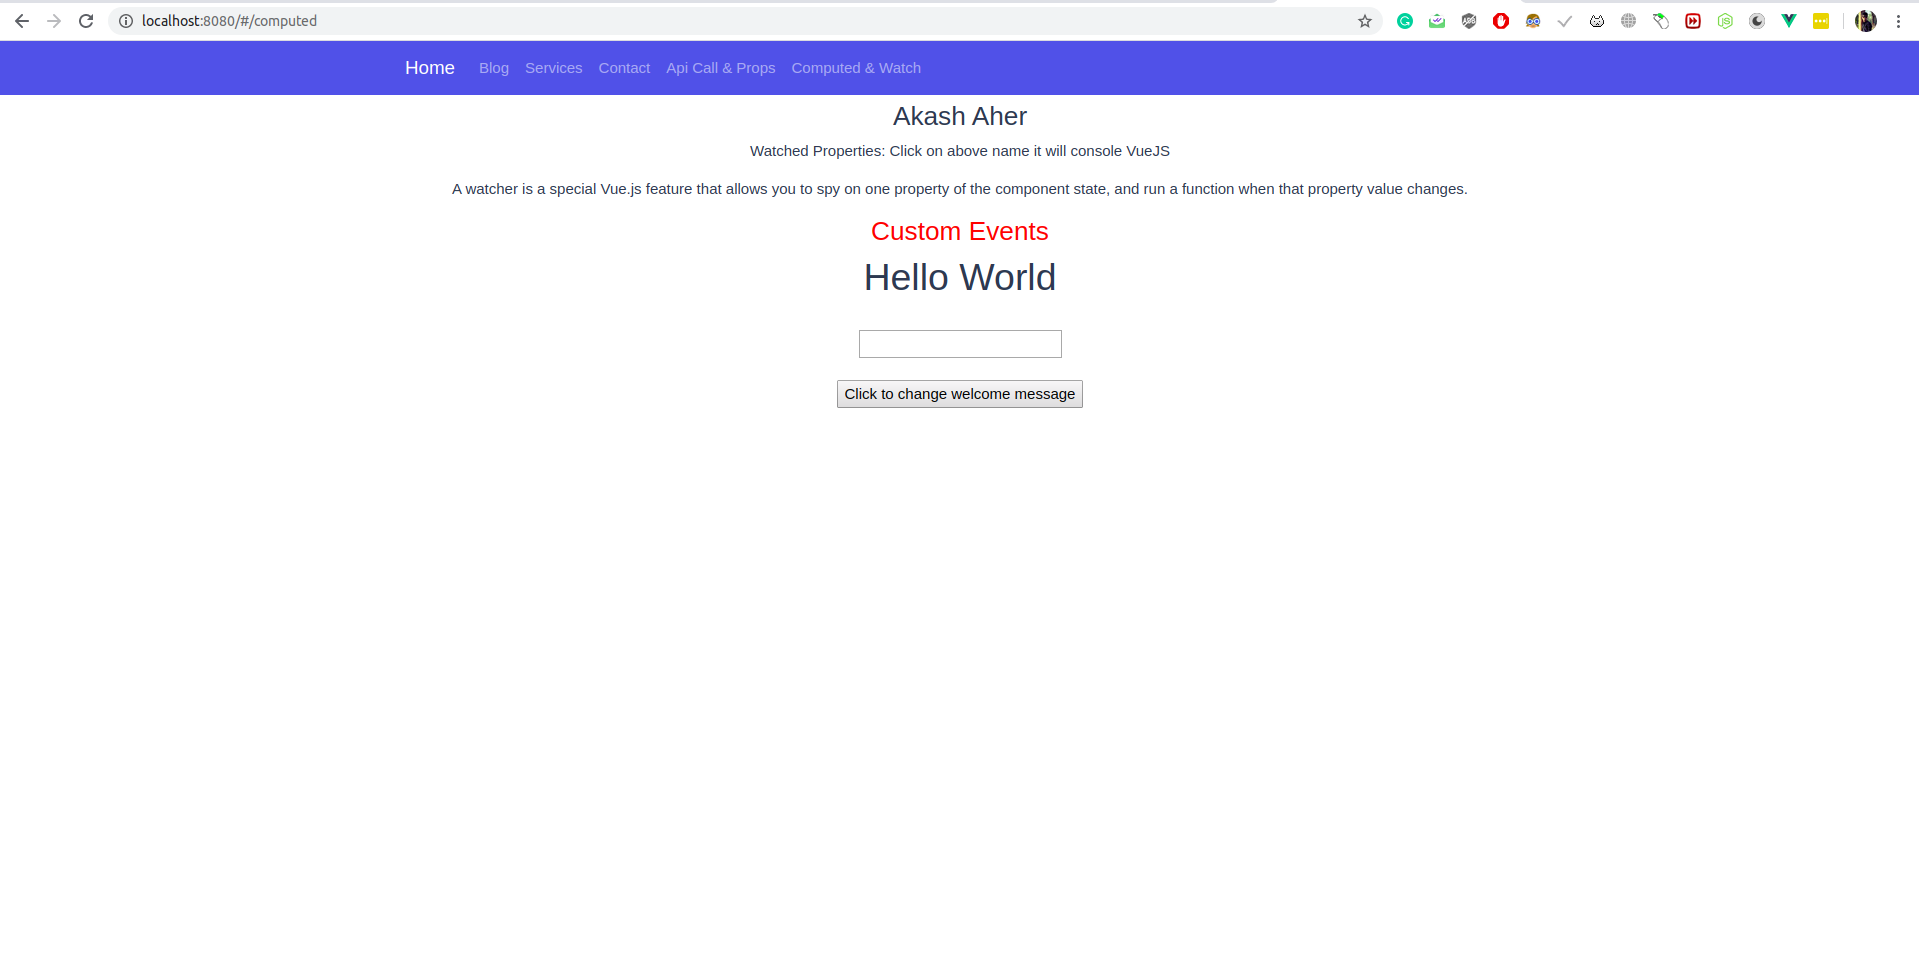 localhost:8080/#/computed
Home Blog Services Contact Api Call & Props Computed & Watch
Akash Aher
Watched Properties: Click on above name it will console VueJS
A watcher is a special Vue.js feature that allows you to spy on one property of the component state, and run a function when that property value changes.
Custom Events
Hello World
Click to change welcome message